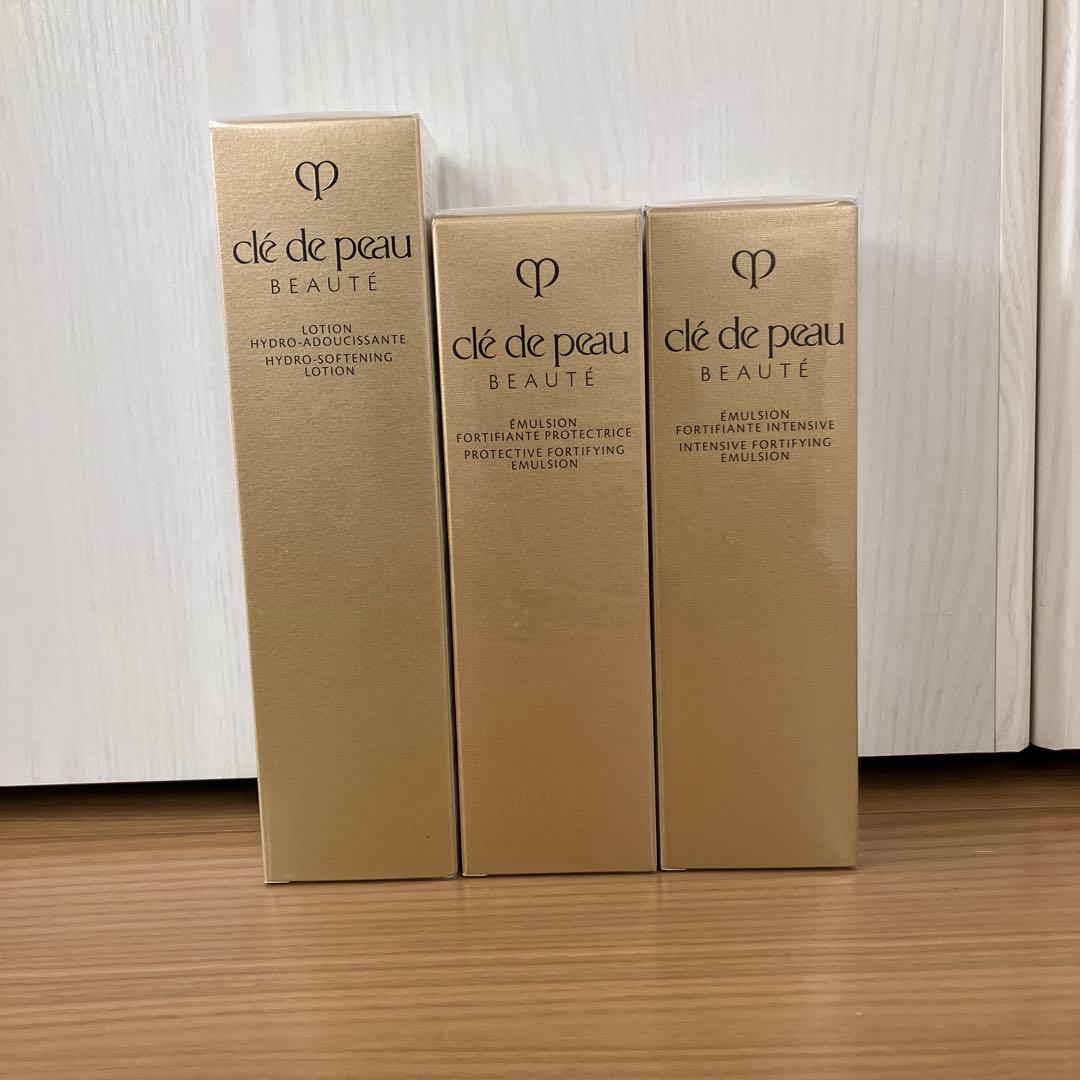 clé de peau
BEAUTÉ
LOTION
HYDRO-ADOUCISSANTE
HYDRO-SOFTENING
LOTION
clé de peau
BEAUTÉ
ÉMULSION
FORTIFIANTE PROTECTRICE
PROTECTIVE FORTIFYING
EMULSION
clé de peau
BEAUTÉ
ÉMULSION
FORTIFIANTE INTENSIVE
INTENSIVE FORTIFYING
EMULSION